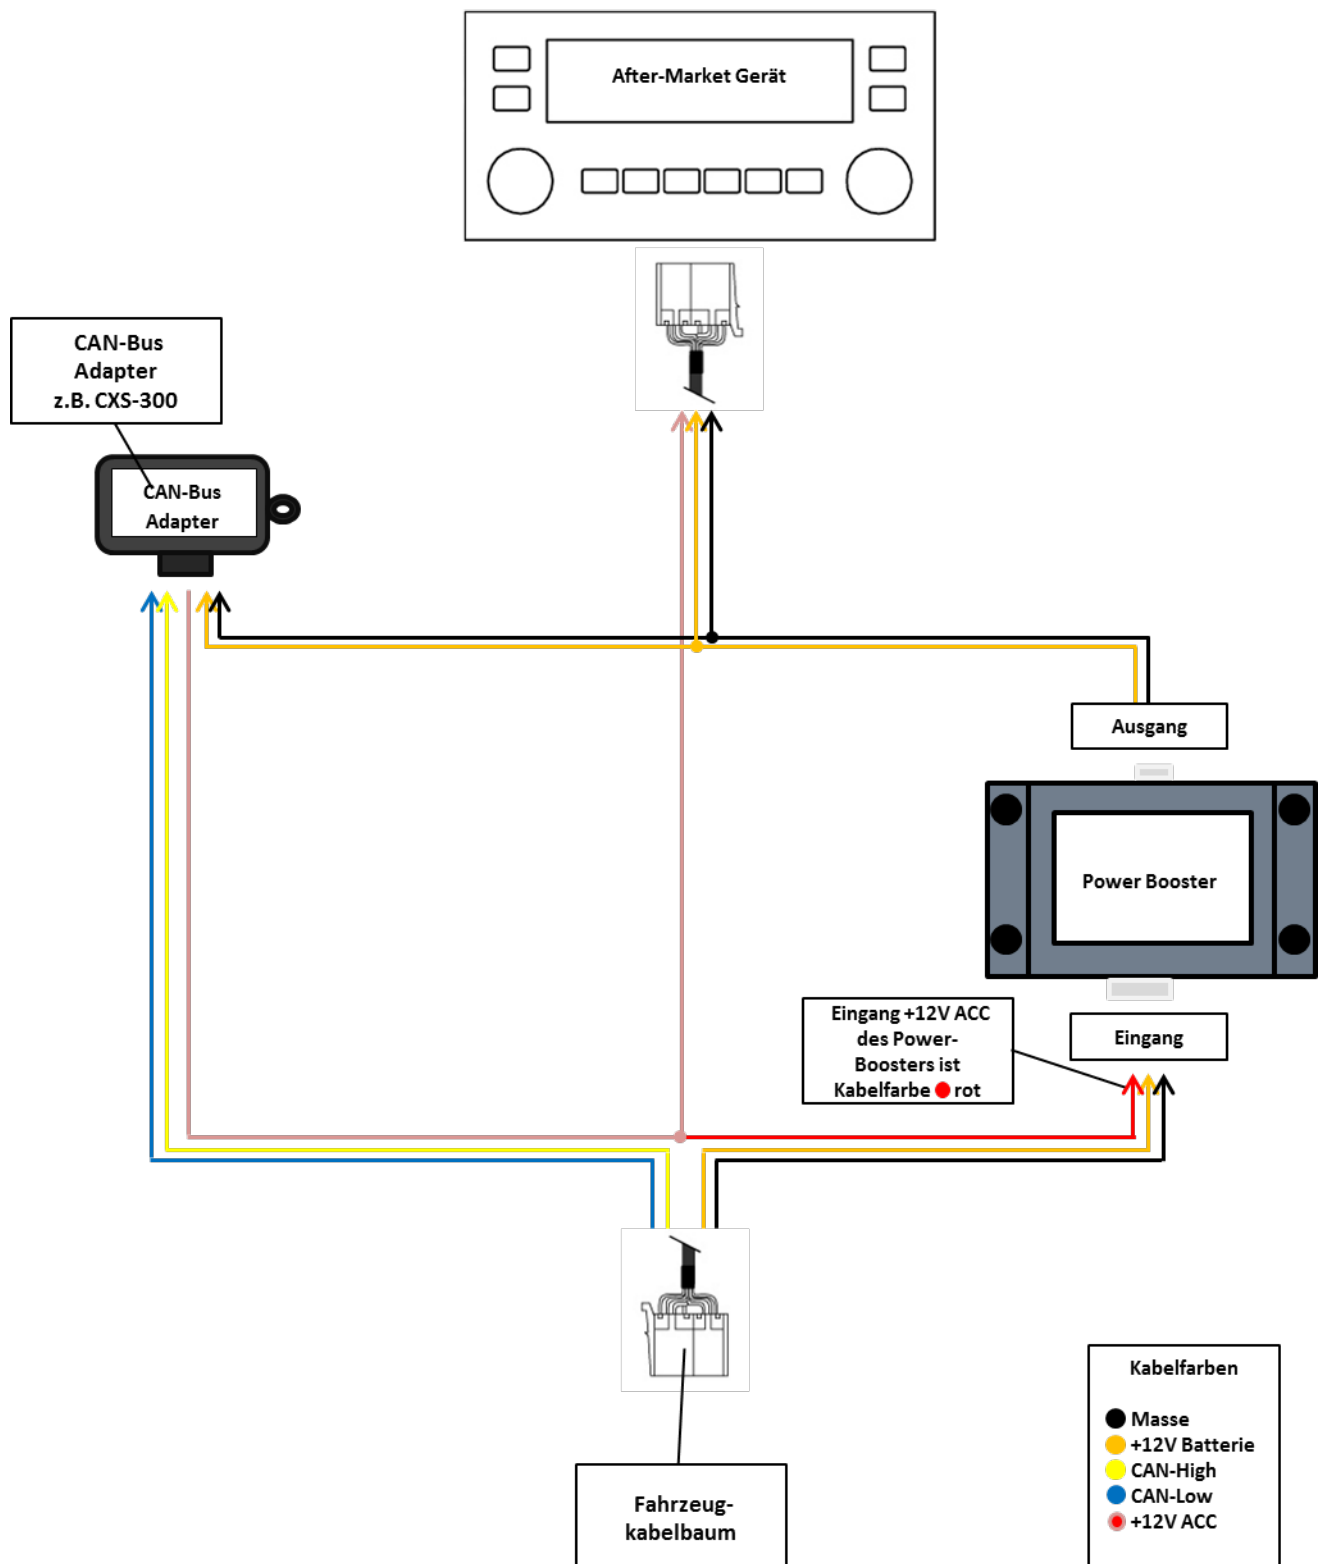 After-Market Gerät
CAN-Bus
Adapter
z.B. CXS-300
CAN-Bus
Adapter
Ausgang
Power Booster
Eingang +12V ACC
des Power-
Boosters ist
Kabelfarbe rot
Eingang
Fahrzeug-
kabelbaum
Kabelfarben
Masse
+12V Batterie
CAN-High
CAN-Low
+12V ACC